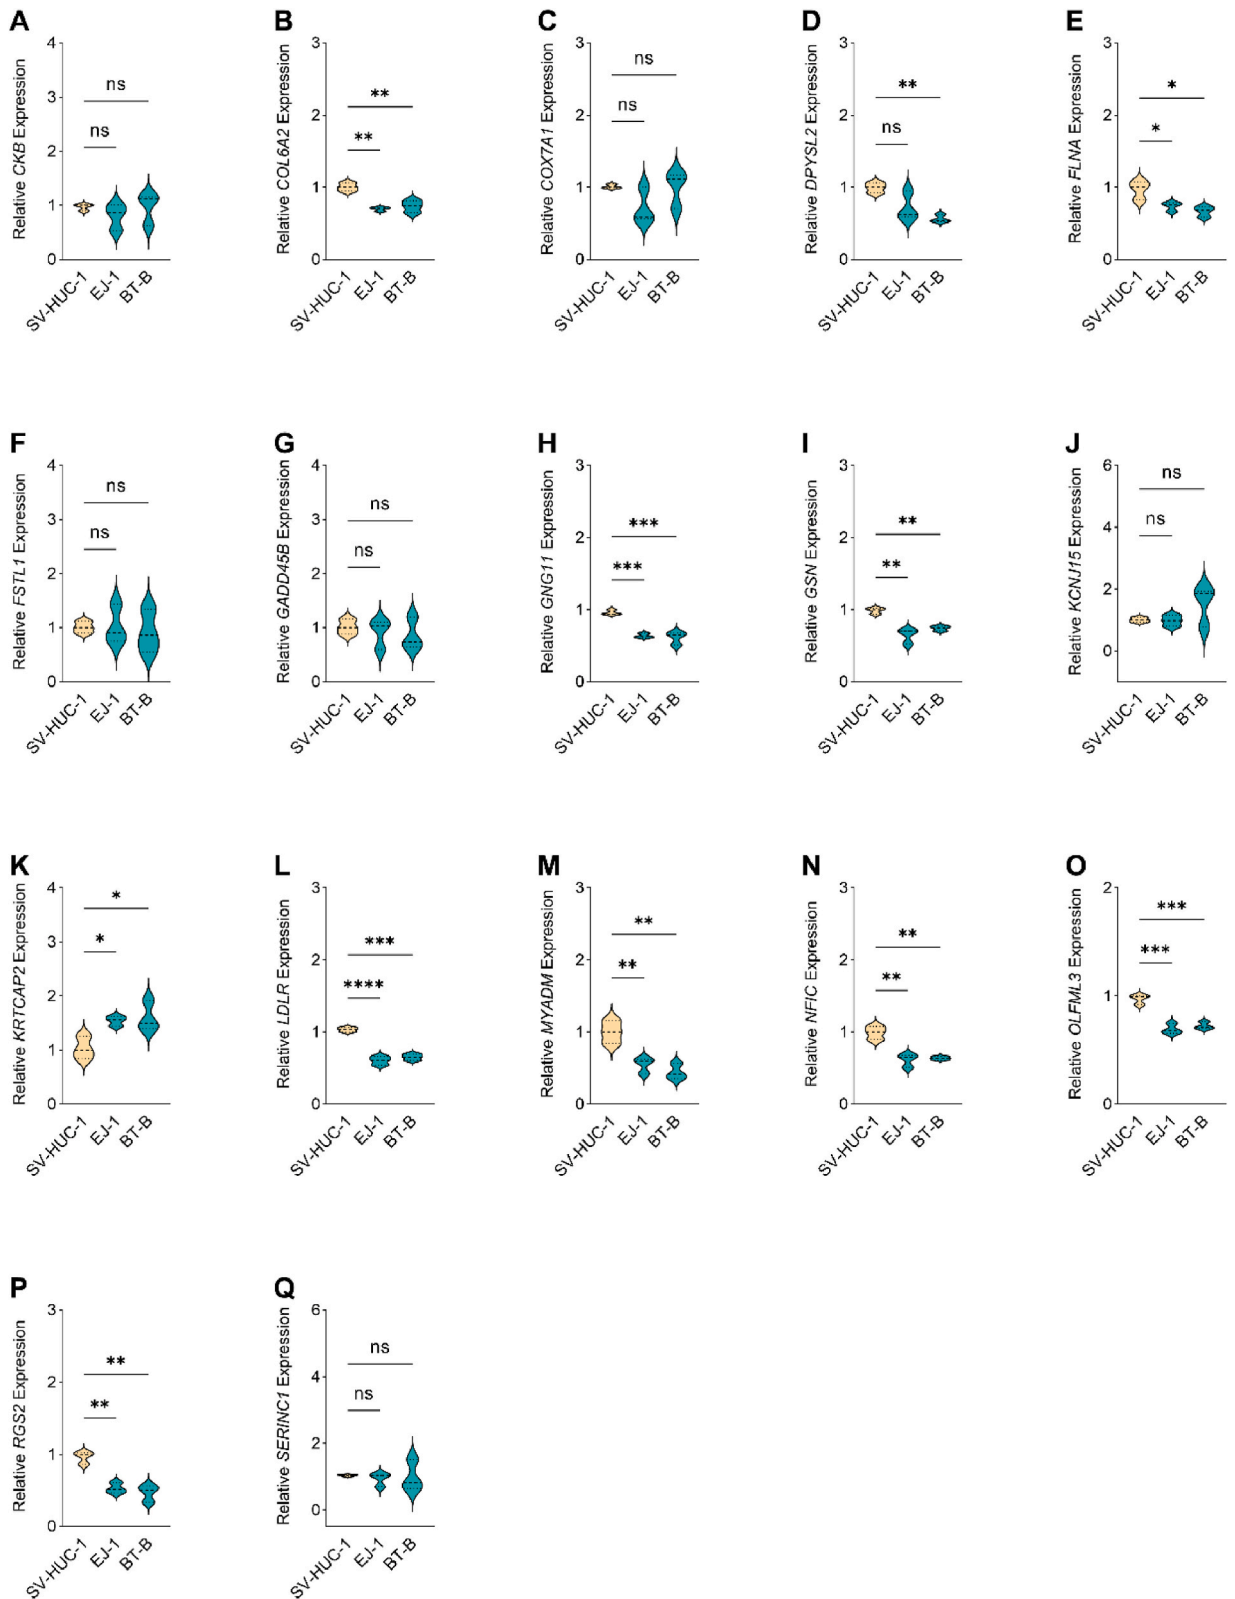 A
Relative CKB Expression
4
3
2
1
0
ns
ns
SV-HUC-1
EJ-1
BT-B
B
Relative COL6A2 Expression
3
2
1
0
**
**
SV-HUC-1
EJ-1
BT-B
C
Relative COX7A1 Expression
3
2
1
0
ns
ns
SV-HUC-1
EJ-1
BT-B
D
Relative DPYSL2 Expression
3
2
1
0
**
ns
SV-HUC-1
EJ-1
BT-B
E
Relative FLNA Expression
3
2
1
0
*
*
SV-HUC-1
EJ-1
BT-B
F
Relative FSTL1 Expression
4
3
2
1
0
ns
ns
SV-HUC-1
EJ-1
BT-B
G
Relative GADD45B Expression
4
3
2
1
0
ns
ns
SV-HUC-1
EJ-1
BT-B
H
Relative GNG11 Expression
3
2
1
0
***
***
SV-HUC-1
EJ-1
BT-B
I
Relative GSN Expression
3
2
1
0
**
**
SV-HUC-1
EJ-1
BT-B
J
Relative KCNJ15 Expression
6
4
2
0
ns
ns
SV-HUC-1
EJ-1
BT-B
K
Relative KRTCAP2 Expression
4
3
2
1
0
*
*
SV-HUC-1
EJ-1
BT-B
L
Relative LDLR Expression
3
2
1
0
***
****
SV-HUC-1
EJ-1
BT-B
M
Relative MYADM Expression
3
2
1
0
**
**
SV-HUC-1
EJ-1
BT-B
N
Relative NFIC Expression
3
2
1
0
**
**
SV-HUC-1
EJ-1
BT-B
O
Relative OLFML3 Expression
2
1
0
***
***
SV-HUC-1
EJ-1
BT-B
P
Relative RGS2 Expression
3
2
1
0
**
**
SV-HUC-1
EJ-1
BT-B
Q
Relative SERINC1 Expression
6
4
2
0
ns
ns
SV-HUC-1
EJ-1
BT-B